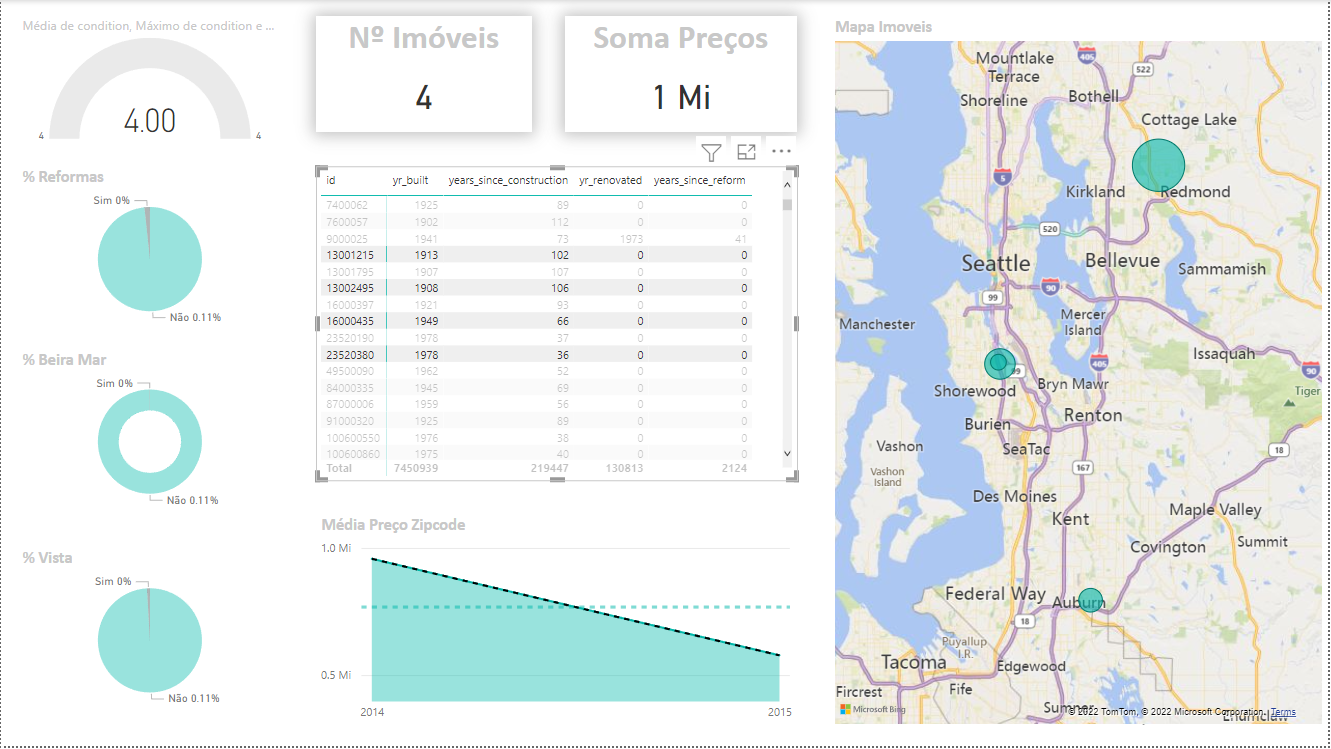 Média de condition, Máximo de condition e ...
4.00
4
4
Nº Imóveis
4
Soma Preços
1 Mi
% Reformas
Sim 0%
Não 0.11%
% Beira Mar
Sim 0%
Não 0.11%
% Vista
Sim 0%
Não 0.11%
id yr_built years_since_construction yr_renovated years_since_reform
7400062 1925 89 0 0
7600057 1902 112 0 0
9000025 1941 73 1973 41
13001215 1913 102 0 0
13001795 1907 107 0 0
13002495 1908 106 0 0
16000397 1921 93 0 0
16000435 1949 66 0 0
23520190 1978 37 0 0
23520380 1978 36 0 0
49500090 1962 52 0 0
84000335 1945 69 0 0
87000006 1959 56 0 0
91000320 1925 89 0 0
100600550 1976 38 0 0
100600860 1975 40 0 0
Total 7450939 219447 130813 2124
Média Preço Zipcode
1.0 Mi
0.5 Mi
2014
2015
Mapa Imoveis
Mountlake
Terrace
405
522
Shoreline
Bothell
Cottage Lake
5
Kirkland
Redmond
520
Seattle
Bellevue
Sammamish
99
90
Manchester
Mercer
Island
Issaquah
90
99
405
Shorewood
Bryn Mawr
Tiger
Renton
Burien
Vashon
SeaTac
18
Vashon
Island
167
Des Moines
Maple Valley
Kent
Summit
Covington
Federal Way
Auburn
18
Puyallup
I.R.
Tacoma
Edgewood
Fircrest
Fife
Microsoft Bing
© 2022 TomTom, © 2022 Microsoft Corporation, Terms